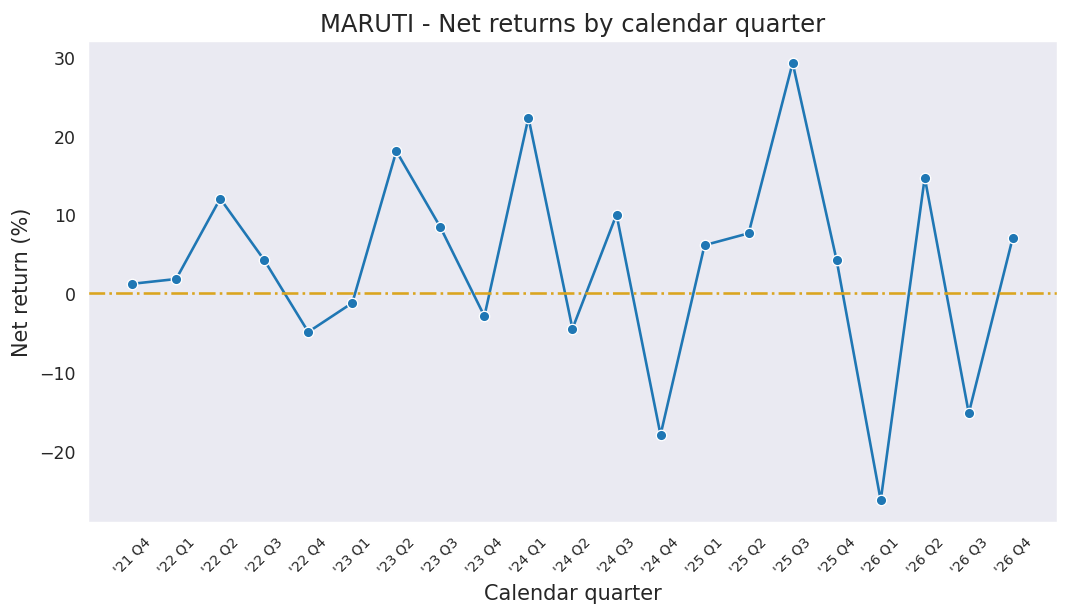 MARUTI - Net returns by calendar quarter
Net return (%)
30
20
10
0
−10
−20
'21 Q4
'22 Q1
'22 Q2
'22 Q3
'22 Q4
'23 Q1
'23 Q2
'23 Q3
'23 Q4
'24 Q1
'24 Q2
'24 Q3
'24 Q4
'25 Q1
'25 Q2
'25 Q3
'25 Q4
'26 Q1
'26 Q2
'26 Q3
'26 Q4
Calendar quarter